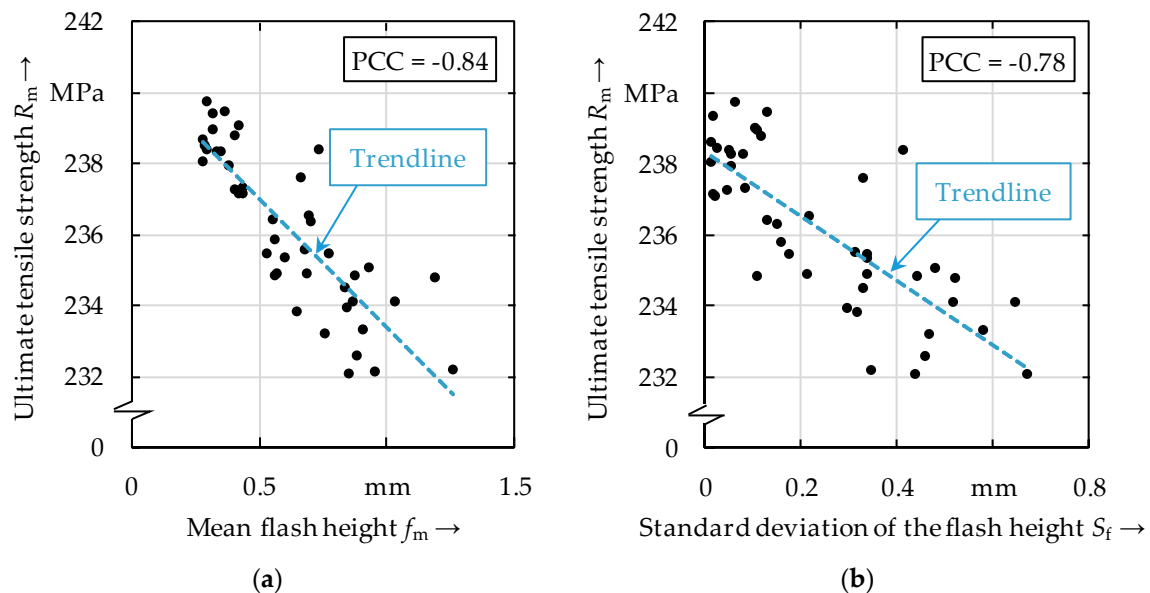 242
MPa
238
236
234
232
0
Ultimate tensile strength Rm →
PCC = -0.84
Trendline
0
0.5
mm
1.5
Mean flash height fm →
(a)
242
MPa
238
236
234
232
0
Ultimate tensile strength Rm →
PCC = -0.78
Trendline
0
0.2
0.4
mm
0.8
Standard deviation of the flash height Sf →
(b)